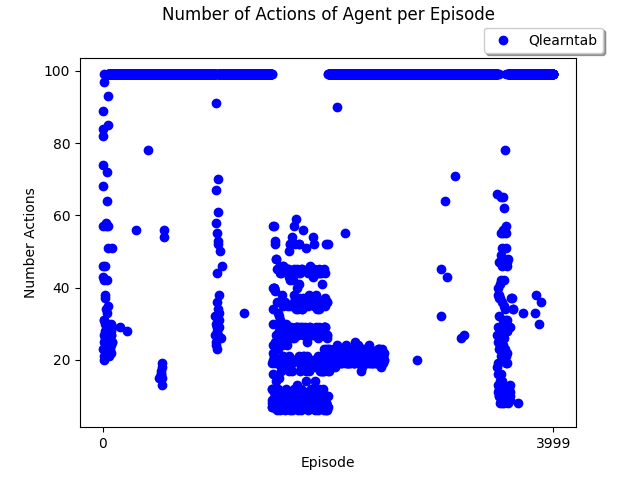 Number of Actions of Agent per Episode
Qlearntab
100
80
60
40
20
Number Actions
0 3999
Episode